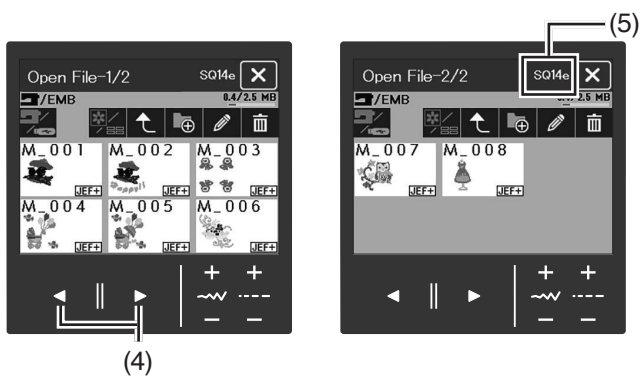 (5)
Open File-1/2 SQ14e
/EMB 0.4/2.5 MB
M_001 M_002 M_003
JEF+ JEF+ JEF+
M_004 M_005 M_006
JEF+ JEF+ JEF+
(4)
Open File-2/2 SQ14e
/EMB 2.5 MB
M_007 M_008
JEF+ JEF+